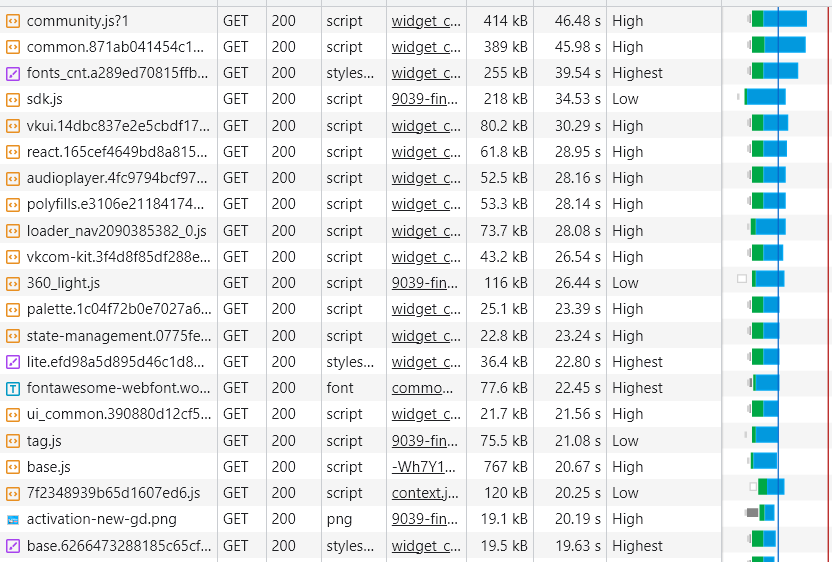 community.js?1 GET 200 script widget_c... 414 kB 46.48 s High
common.871ab041454c1... GET 200 script widget_c... 389 kB 45.98 s High
fonts_cnt.a289ed70815ffb... GET 200 styles... widget_c... 255 kB 39.54 s Highest
sdk.js GET 200 script 9039-fin... 218 kB 34.53 s Low
vkui.14dbc837e2e5cbdf17... GET 200 script widget_c... 80.2 kB 30.29 s High
react.165cef4649bd8a815... GET 200 script widget_c... 61.8 kB 28.95 s High
audioplayer.4fc9794bcf97... GET 200 script widget_c... 52.5 kB 28.16 s High
polyfills.e3106e21184174... GET 200 script widget_c... 53.3 kB 28.14 s High
loader_nav2090385382_0.js GET 200 script widget_c... 73.7 kB 28.08 s High
vkcom-kit.3f4d8f85df288e... GET 200 script widget_c... 43.2 kB 26.54 s High
360_light.js GET 200 script 9039-fin... 116 kB 26.44 s Low
palette.1c04f72b0e7027a6... GET 200 script widget_c... 25.1 kB 23.39 s High
state-management.0775fe... GET 200 script widget_c... 22.8 kB 23.24 s High
lite.efd98a5d895d46c1d8... GET 200 styles... widget_c... 36.4 kB 22.80 s Highest
fontawesome-webfont.wo... GET 200 font commo... 77.6 kB 22.45 s Highest
ui_common.390880d12cf5... GET 200 script widget_c... 21.7 kB 21.56 s High
tag.js GET 200 script 9039-fin... 75.5 kB 21.08 s Low
base.js GET 200 script -Wh7Y1... 767 kB 20.67 s High
7f2348939b65d1607ed6.js GET 200 script context.j... 120 kB 20.25 s Low
activation-new-gd.png GET 200 png 9039-fin... 19.1 kB 20.19 s High
base.6266473288185c65cf... GET 200 styles... widget_c... 19.5 kB 19.63 s Highest